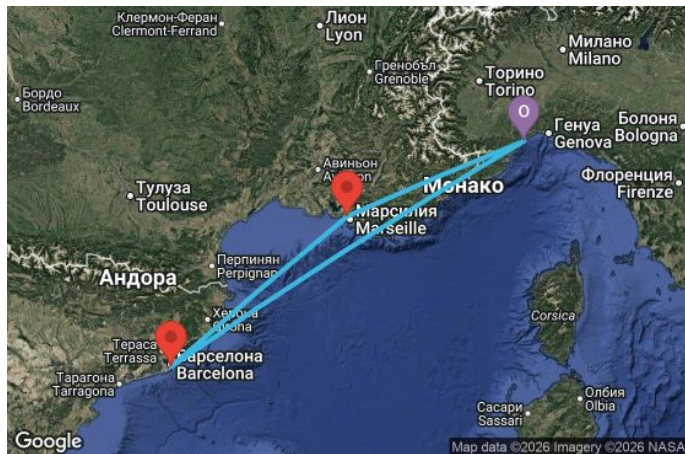 Клермон-Феран
Clermont-Ferrand
Лион
Lyon
Милано
Milano
Гренобъл
Grenoble
Торино
Torino
Бордо
Bordeaux
O
Генуа
Genova
Болоня
Bologna
Авиньон
Монако
Флоренция
Firenze
Тулуза
Toulouse
Марсилия
Marseille
Перпинян
Perpignan
Андора
Corsica
Тераса
Terrassa
Барселона
Barcelona
Тарагона
Tarragona
Олбия
Olbia
Сасари
Sassari
Google
Map data ©2026 Imagery ©2026 NASA